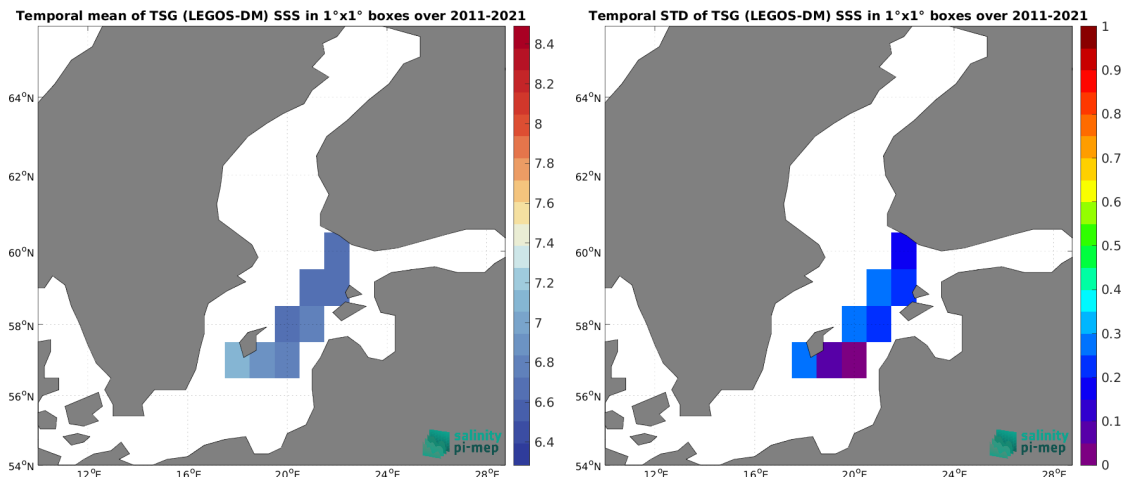 Temporal mean of TSG (LEGOS-DM) SSS in 1°x1° boxes over 2011-2021
64°N
62°N
60°N
58°N
56°N
54°N
12°E
16°E
20°E
24°E
28°E
8.4
8.2
8
7.8
7.6
7.4
7.2
7
6.8
6.6
6.4
salinity
pi-mep
Temporal STD of TSG (LEGOS-DM) SSS in 1°x1° boxes over 2011-2021
64°N
62°N
60°N
58°N
56°N
54°N
12°E
16°E
20°E
24°E
28°E
1
0.9
0.8
0.7
0.6
0.5
0.4
0.3
0.2
0.1
0
salinity
pi-mep